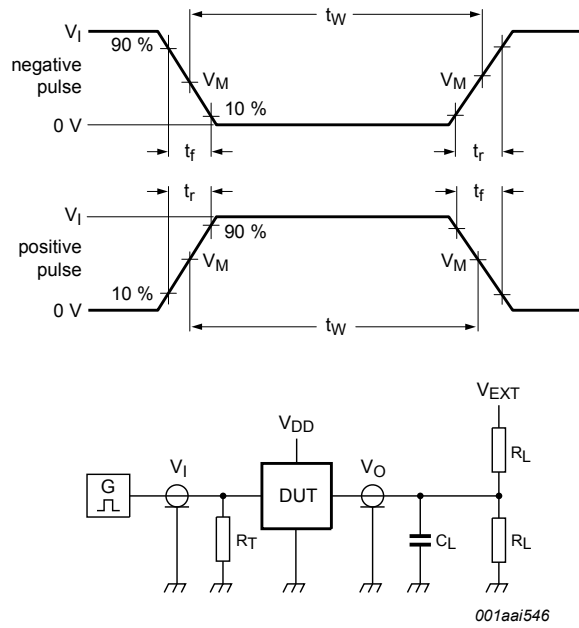 V_I
t_W
90 %
negative
pulse
V_M
V_M
10 %
0 V
t_f
t_r
t_r
t_f
V_I
90 %
positive
pulse
V_M
V_M
10 %
0 V
t_W
V_EXT
V_DD
R_L
V_I
V_O
G
DUT
R_T
C_L
R_L
001aai546